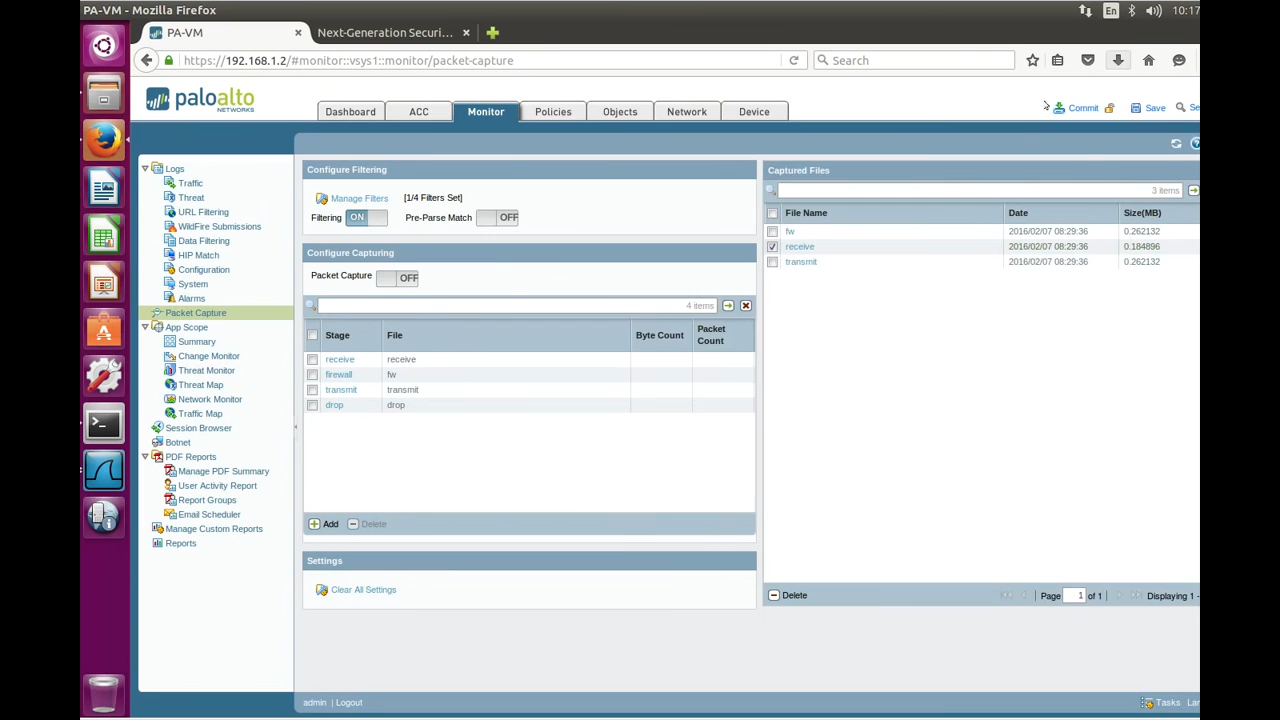 PA-VM - Mozilla Firefox
En
10:17
PA-VM
Next-Generation Securi...
https://192.168.1.2/#monitor::vsys1::monitor/packet-capture
Search
paloalto
NETWORKS
Dashboard
ACC
Monitor
Policies
Objects
Network
Device
Commit
Save
Se
Logs
Traffic
Threat
URL Filtering
WildFire Submissions
Data Filtering
HIP Match
Configuration
System
Alarms
Packet Capture
App Scope
Summary
Change Monitor
Threat Monitor
Threat Map
Network Monitor
Traffic Map
Session Browser
Botnet
PDF Reports
Manage PDF Summary
User Activity Report
Report Groups
Email Scheduler
Manage Custom Reports
Reports
Configure Filtering
Manage Filters [1/4 Filters Set]
Filtering ON Pre-Parse Match OFF
Configure Capturing
Packet Capture OFF
4 items
Stage File Byte Count Packet Count
receive receive
firewall fw
transmit transmit
drop drop
Add Delete
Settings
Clear All Settings
Captured Files
3 items
File Name Date Size(MB)
fw 2016/02/07 08:29:36 0.262132
receive 2016/02/07 08:29:36 0.184896
transmit 2016/02/07 08:29:36 0.262132
Delete
Page 1 of 1
Displaying 1 -
admin | Logout
Tasks
Lan